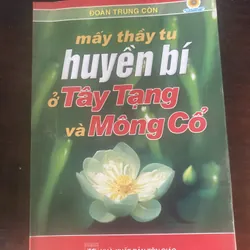 ĐOÀN TRUNG CÒN
mấy thầy tu
huyền bí
ở Tây Tạng
và Mông Cổ